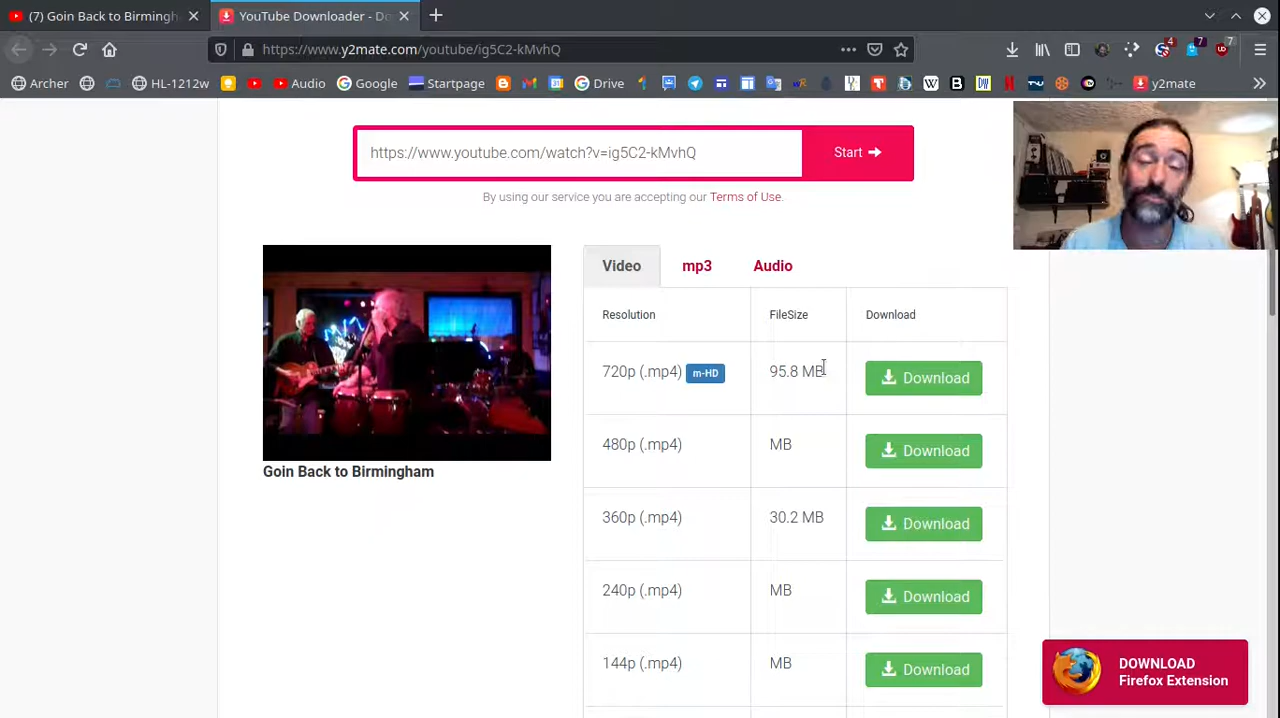 (7) Goin Back to Birmingh
YouTube Downloader - Do
https://www.y2mate.com/youtube/ig5C2-kMvhQ
4
7
7
Archer
HL-1212w
Audio
Google
Startpage
Drive
y2mate
https://www.youtube.com/watch?v=ig5C2-kMvhQ
Start
By using our service you are accepting our Terms of Use.
Video
mp3
Audio
Resolution
FileSize
Download
720p (.mp4) m-HD
95.8 MB
Download
480p (.mp4)
MB
Download
360p (.mp4)
30.2 MB
Download
240p (.mp4)
MB
Download
144p (.mp4)
MB
Download
Goin Back to Birmingham
DOWNLOAD
Firefox Extension